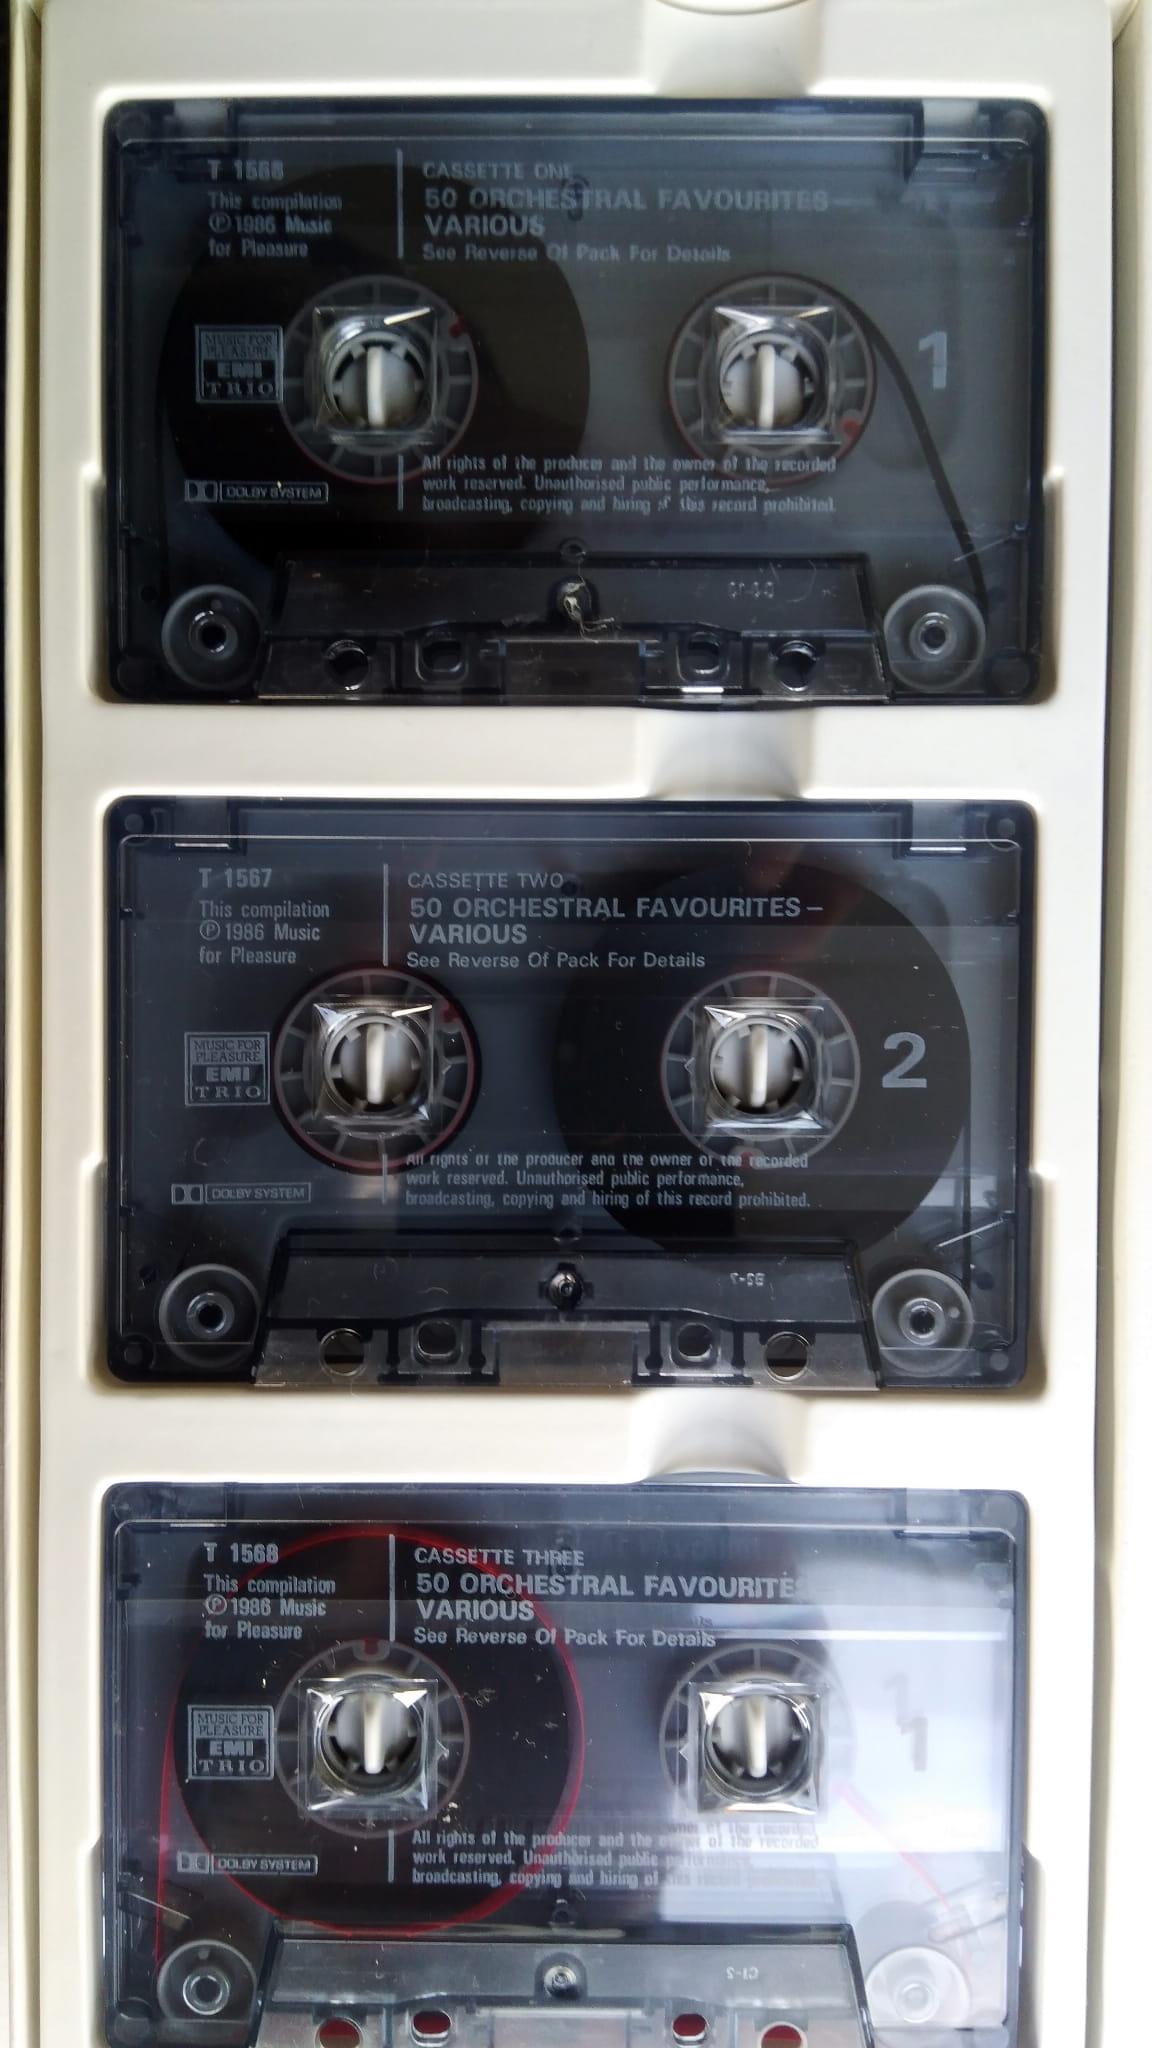 T 1566
This compilation
Ⓟ 1986 Music
for Pleasure
CASSETTE ONE
50 ORCHESTRAL FAVOURITES—
VARIOUS
See Reverse Of Pack For Details
MUSIC FOR
PLEASURE
EMI
TRIO
1
DOLBY SYSTEM
All rights of the producer and the owner of the recorded
work reserved. Unauthorised public performance,
broadcasting, copying and hiring of this record prohibited.
T 1567
This compilation
Ⓟ 1986 Music
for Pleasure
CASSETTE TWO
50 ORCHESTRAL FAVOURITES –
VARIOUS
See Reverse Of Pack For Details
MUSIC FOR
PLEASURE
EMI
TRIO
2
DOLBY SYSTEM
All rights of the producer and the owner of the recorded
work reserved. Unauthorised public performance,
broadcasting, copying and hiring of this record prohibited.
T 1568
This compilation
Ⓟ 1986 Music
for Pleasure
CASSETTE THREE
50 ORCHESTRAL FAVOURITES
VARIOUS
See Reverse Of Pack For Details
MUSIC FOR
PLEASURE
EMI
TRIO
1
DOLBY SYSTEM
All rights of the producer and the owner of the recorded
work reserved. Unauthorised public
broadcasting, copying and hiring of